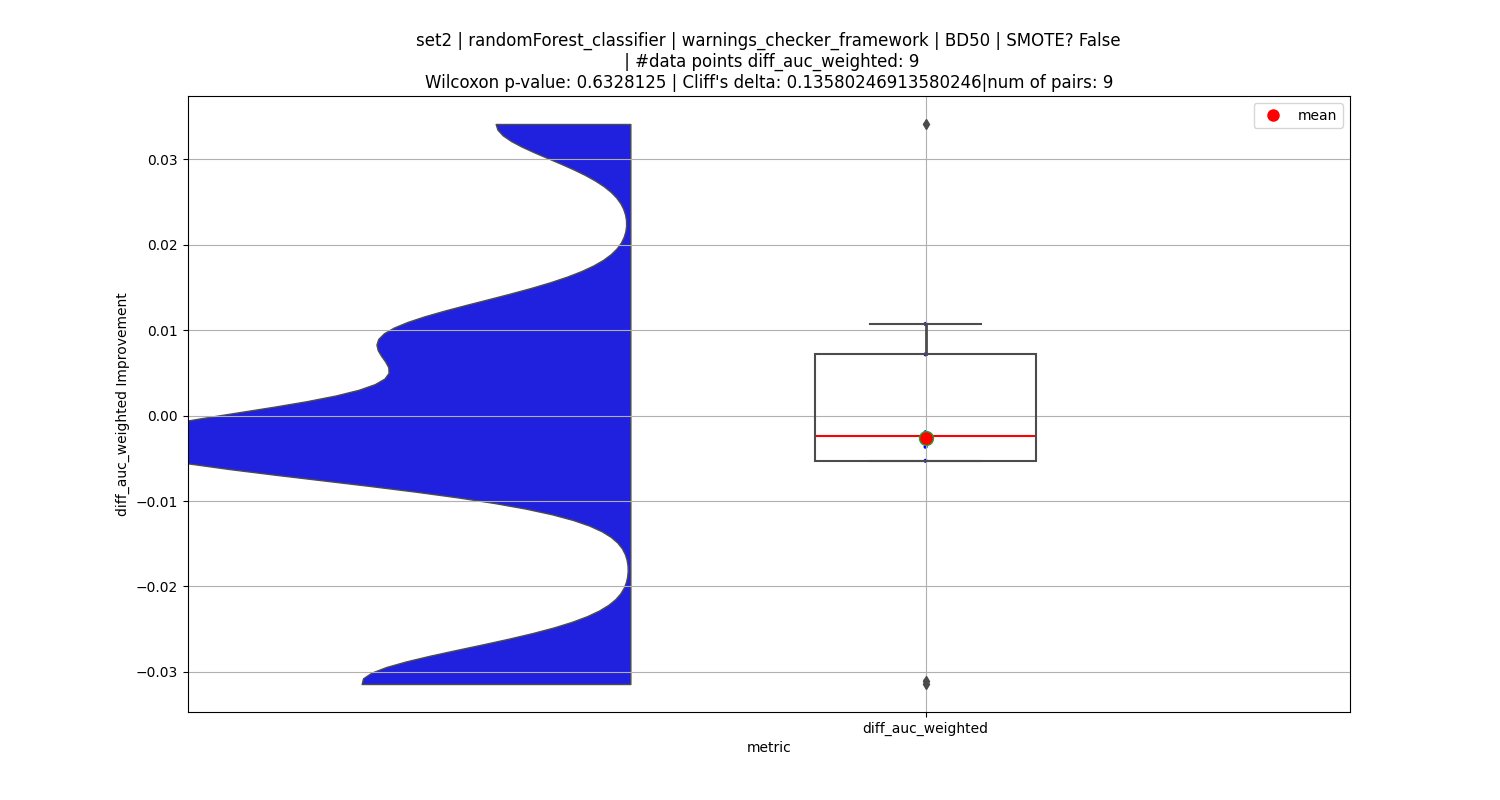 set2 | randomForest_classifier | warnings_checker_framework | BD50 | SMOTE? False
| #data points diff_auc_weighted: 9
Wilcoxon p-value: 0.6328125 | Cliff's delta: 0.13580246913580246|num of pairs: 9
mean
0.03
0.02
0.01
0.00
−0.01
−0.02
−0.03
diff_auc_weighted Improvement
diff_auc_weighted
metric